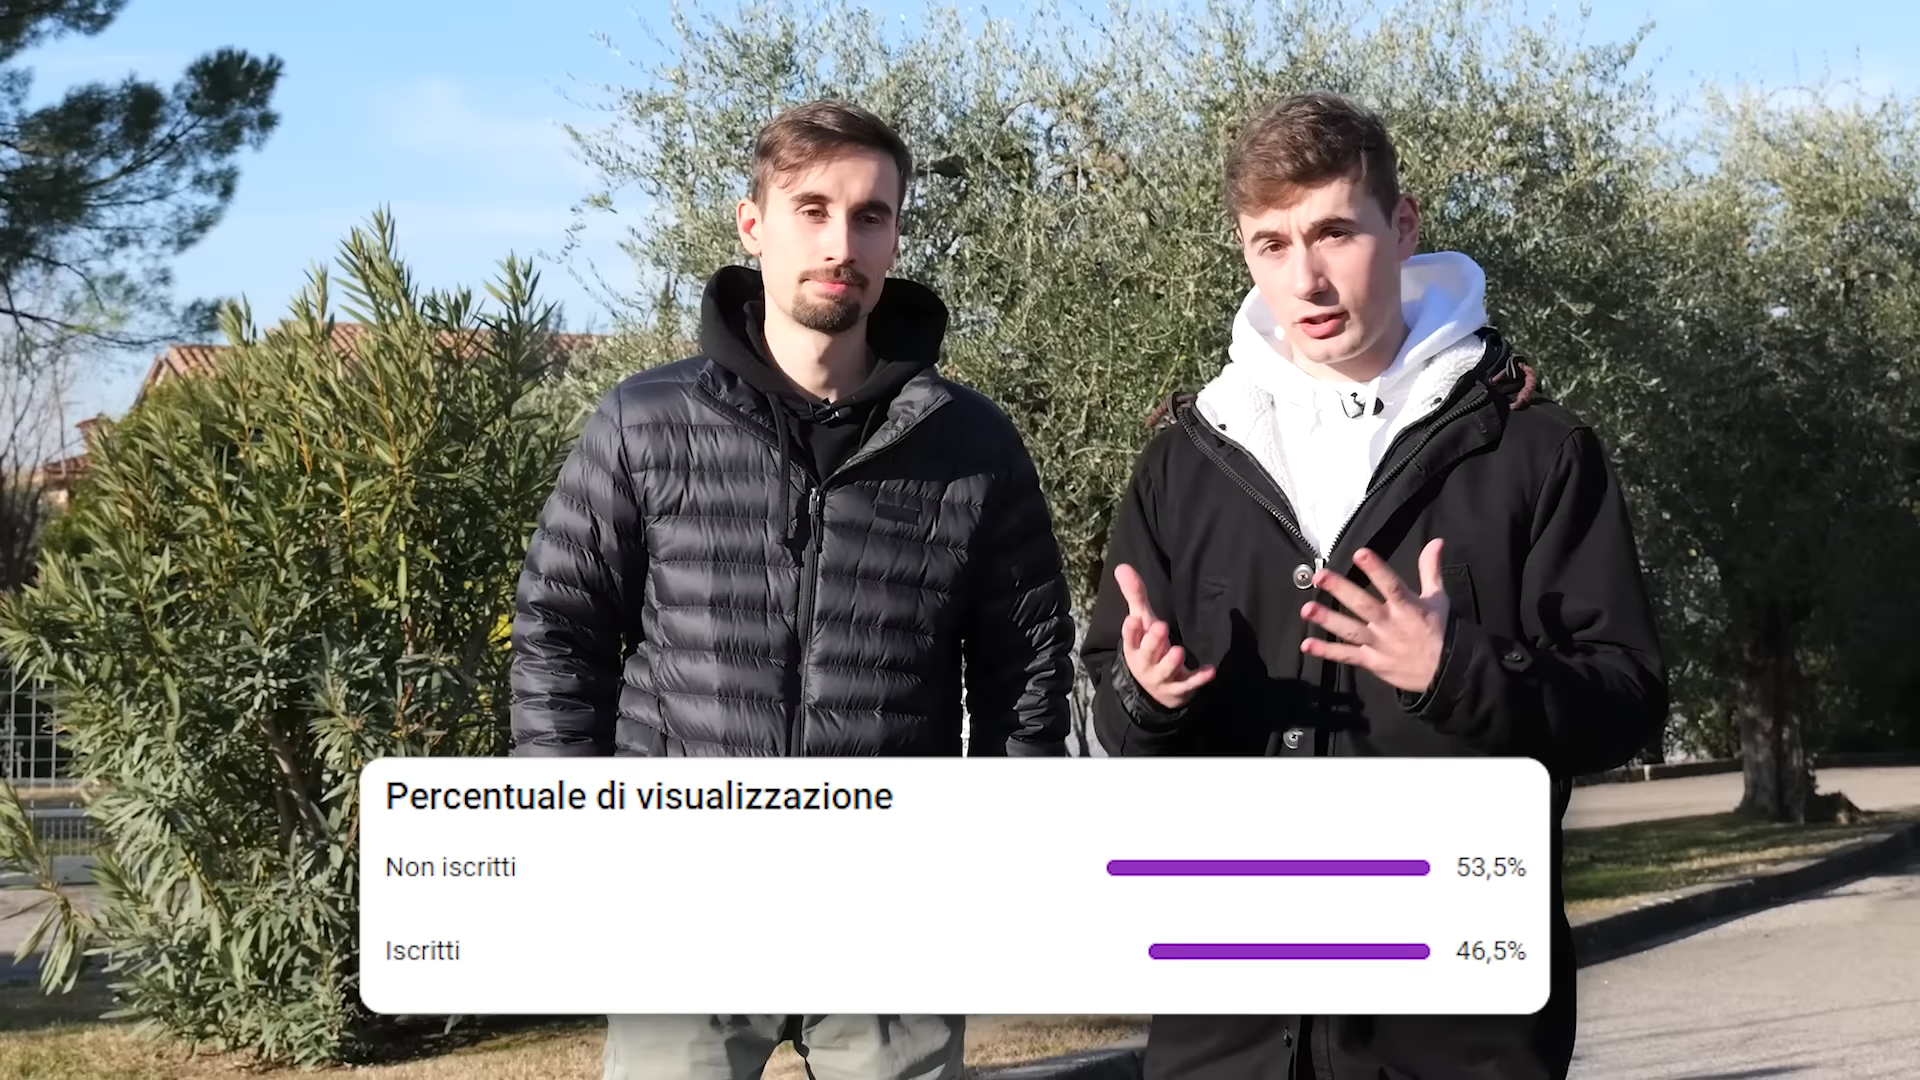 Percentuale di visualizzazione
Non iscritti 53,5%
Iscritti 46,5%